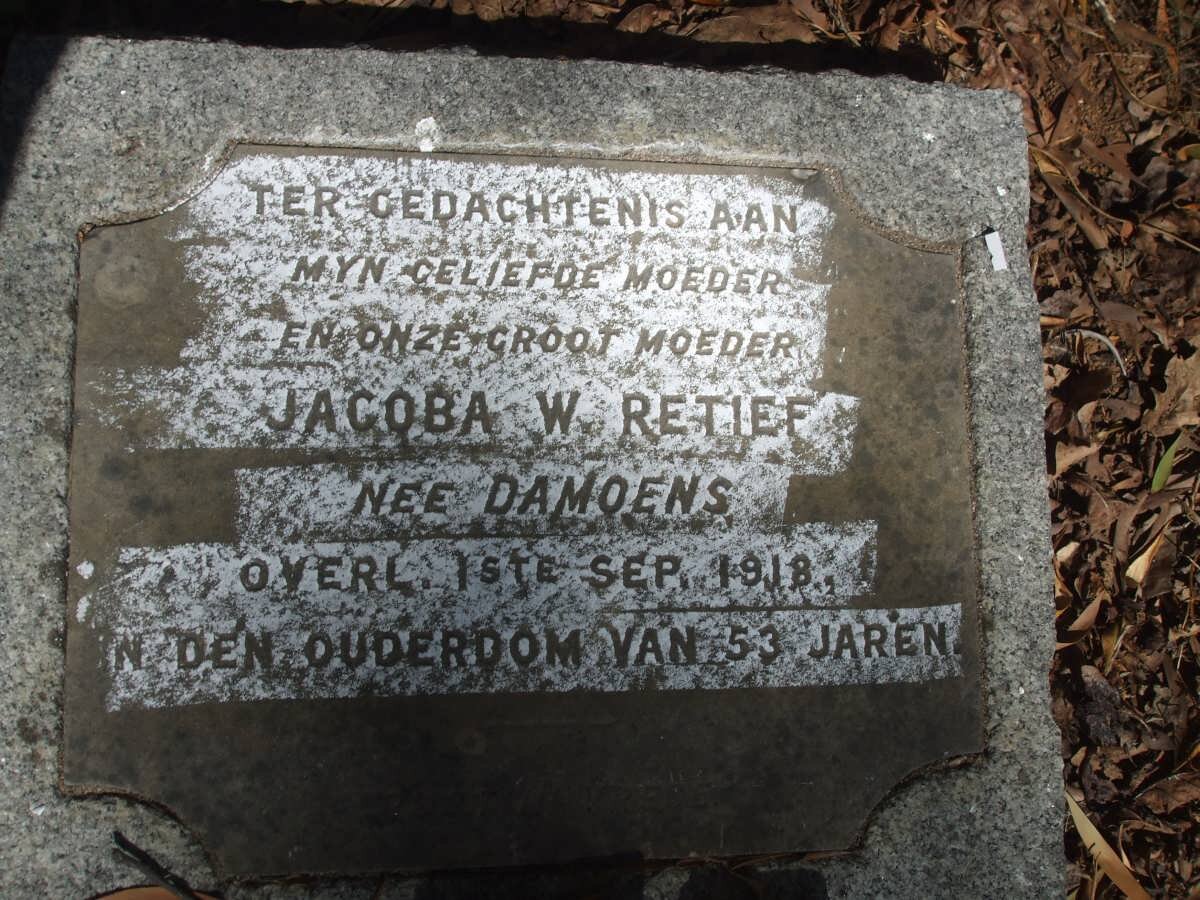 TER GEDACHTENIS AAN
MYN GELIEFDE MOEDER
EN ONZE GROOT MOEDER
JACOBA W. RETIEF
NEE DAMOENS
OVERL. 1STE SEP. 1918.,
N DEN OUDERDOM VAN 53 JAREN.